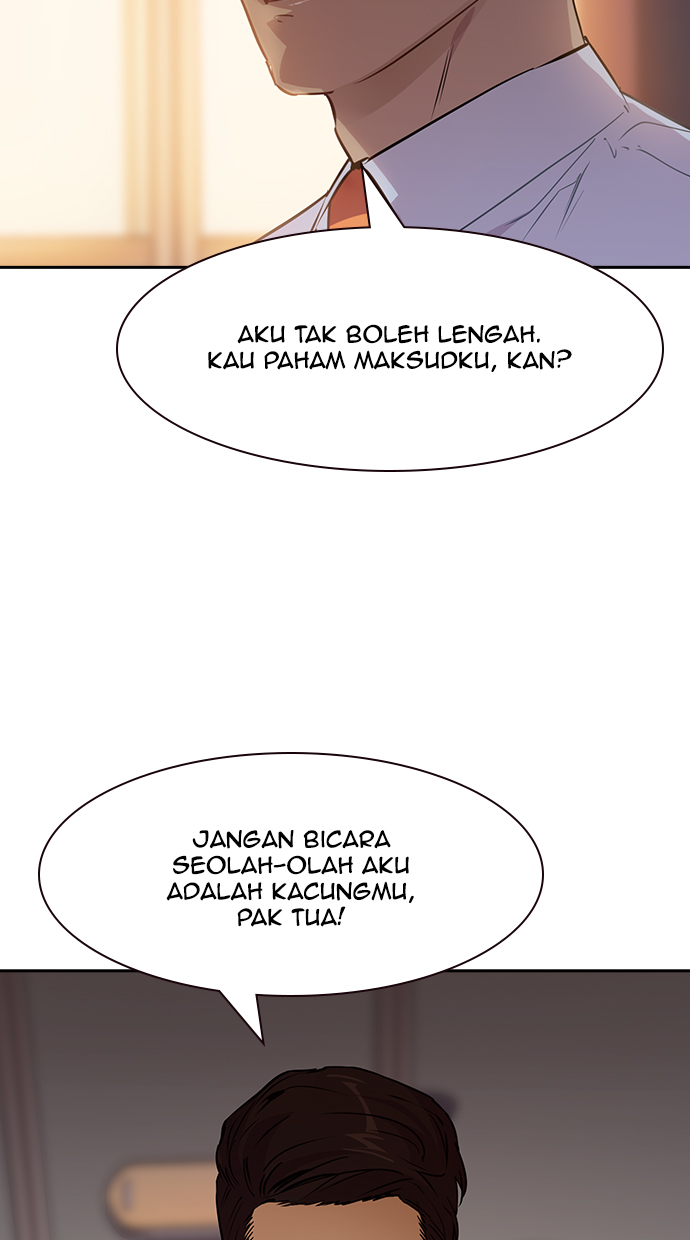 AKU TAK BOLEH LENGAH.
KAU PAHAM MAKSUDKU, KAN?
JANGAN BICARA
SEOLAH-OLAH AKU
ADALAH KACUNGMU,
PAK TUA!